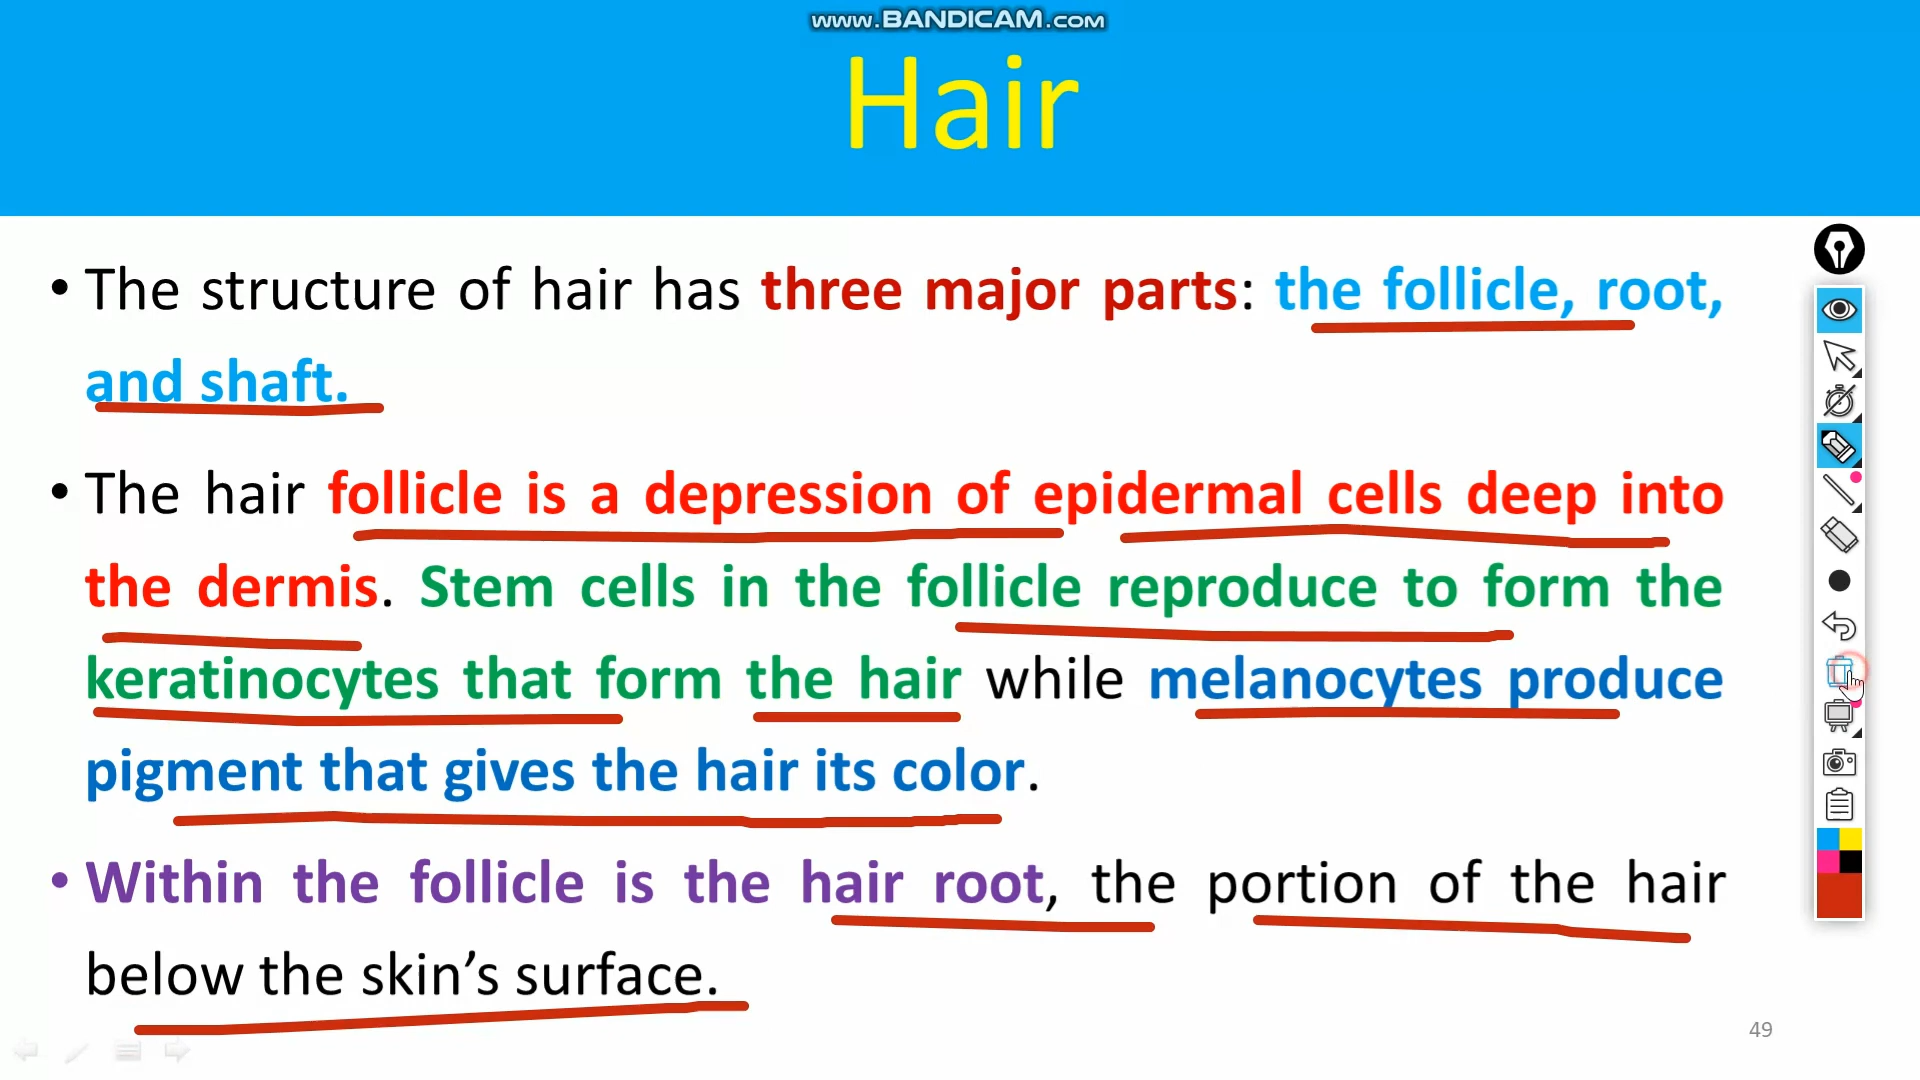 www.BANDICAM.com
Hair
• The structure of hair has three major parts: the follicle, root,
and shaft.
• The hair follicle is a depression of epidermal cells deep into
the dermis. Stem cells in the follicle reproduce to form the
keratinocytes that form the hair while melanocytes produce
pigment that gives the hair its color.
• Within the follicle is the hair root, the portion of the hair
below the skin’s surface.
49